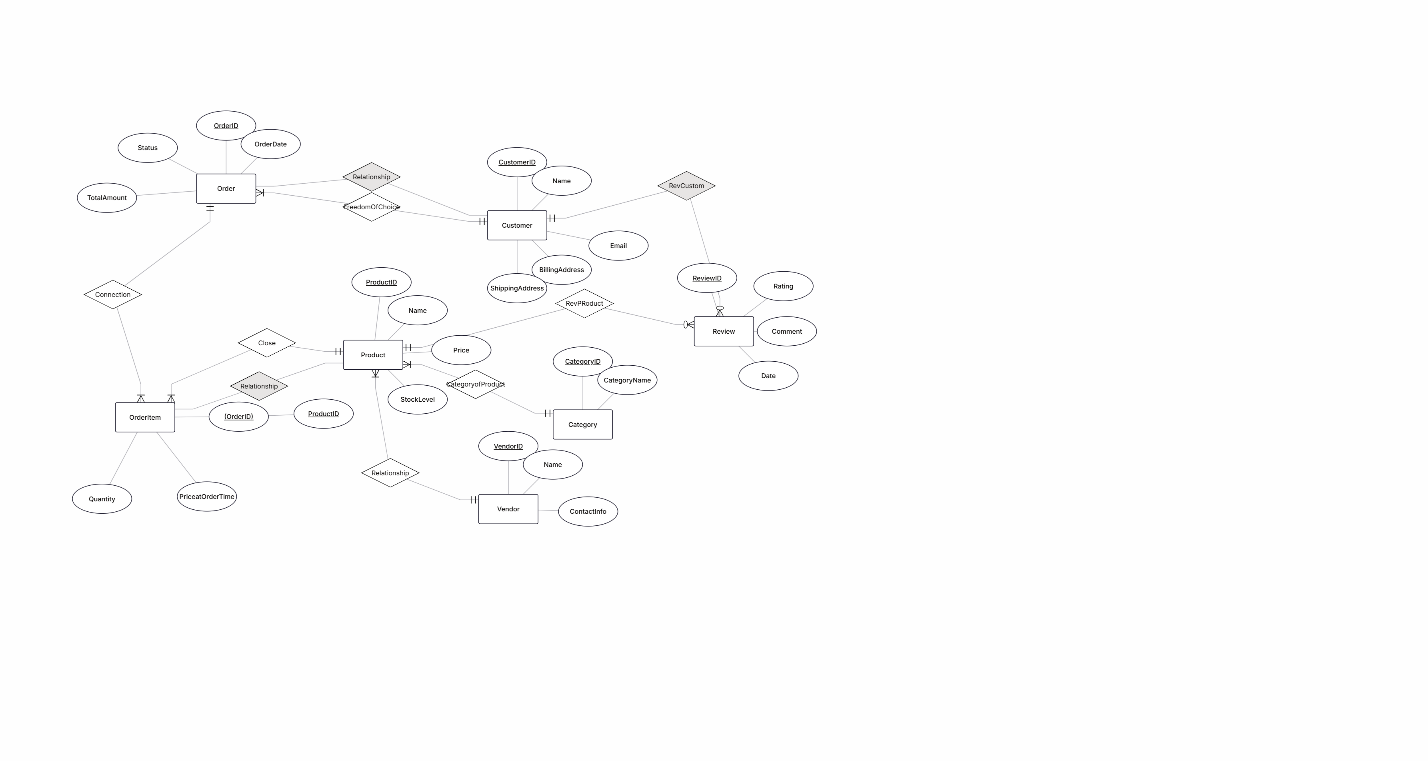 OrderID
OrderDate
Status
Order
TotalAmount
Relationship
FreedomOfChoice
CustomerID
Name
Customer
Email
BillingAddress
ShippingAddress
RevCustom
ReviewID
Rating
Review
Comment
Date
RevPRoduct
Connection
ProductID
Name
Close
Product
Price
StockLevel
Relationship
CategoryofProduct
CategoryID
CategoryName
Category
OrderItem
(OrderID)
ProductID
Quantity
PriceatOrderTime
Relationship
VendorID
Name
Vendor
ContactInfo